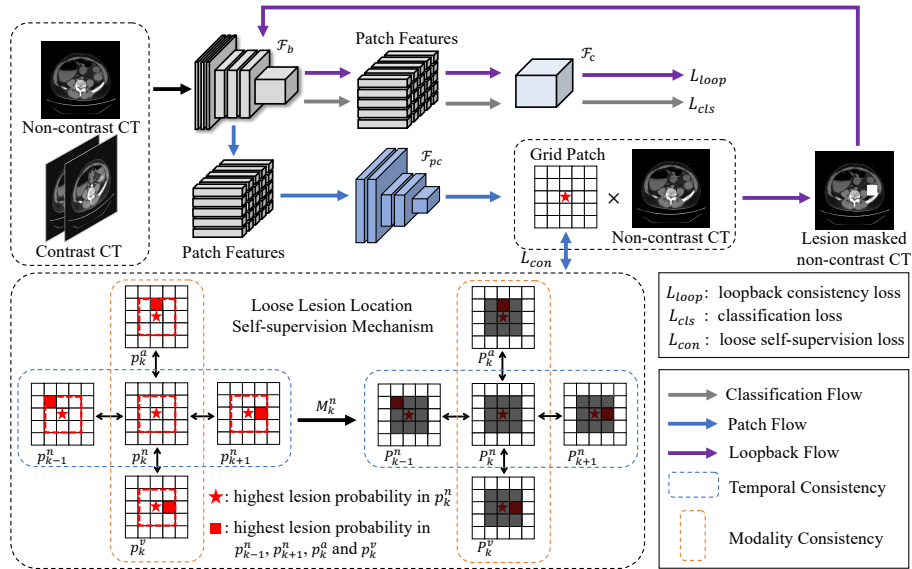 Non-contrast CT
Contrast CT
F_b
Patch Features
F_c
L_loop
L_cls
Patch Features
F_pc
Grid Patch
×
Non-contrast CT
Lesion masked
non-contrast CT
L_con
Loose Lesion Location
Self-supervision Mechanism
p_k^a
p_{k-1}^n
p_k^n
p_{k+1}^n
p_k^v
M_k^n
P_k^a
P_{k-1}^n
P_k^n
P_{k+1}^n
P_k^v
: highest lesion probability in p_k^n
: highest lesion probability in
p_{k-1}^n, p_{k+1}^n, p_k^a and p_k^v
L_loop: loopback consistency loss
L_cls: classification loss
L_con: loose self-supervision loss
Classification Flow
Patch Flow
Loopback Flow
Temporal Consistency
Modality Consistency